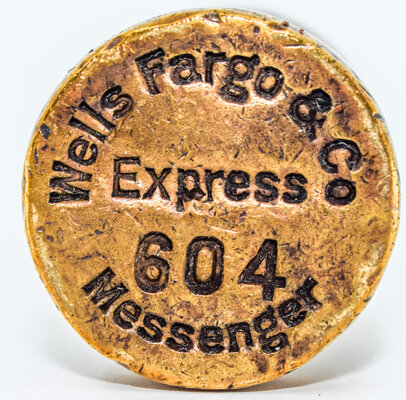 Wells Fargo & Co
Express
604
Messenger